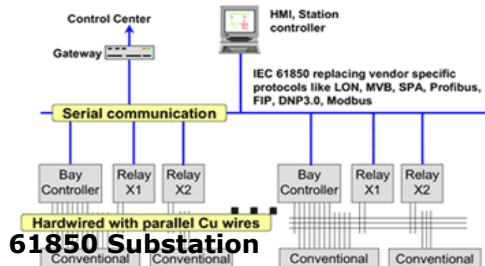 Control Center
HMI, Station
controller
Gateway
IEC 61850 replacing vendor specific
protocols like LON, MVB, SPA, Profibus,
FIP, DNP3.0, Modbus
Serial communication
Bay
Controller
Relay
X1
Relay
X2
Bay
Controller
Relay
X1
Relay
X2
Hardwired with parallel Cu wires
61850 Substation
Conventional
Conventional
Conventional
Conventional